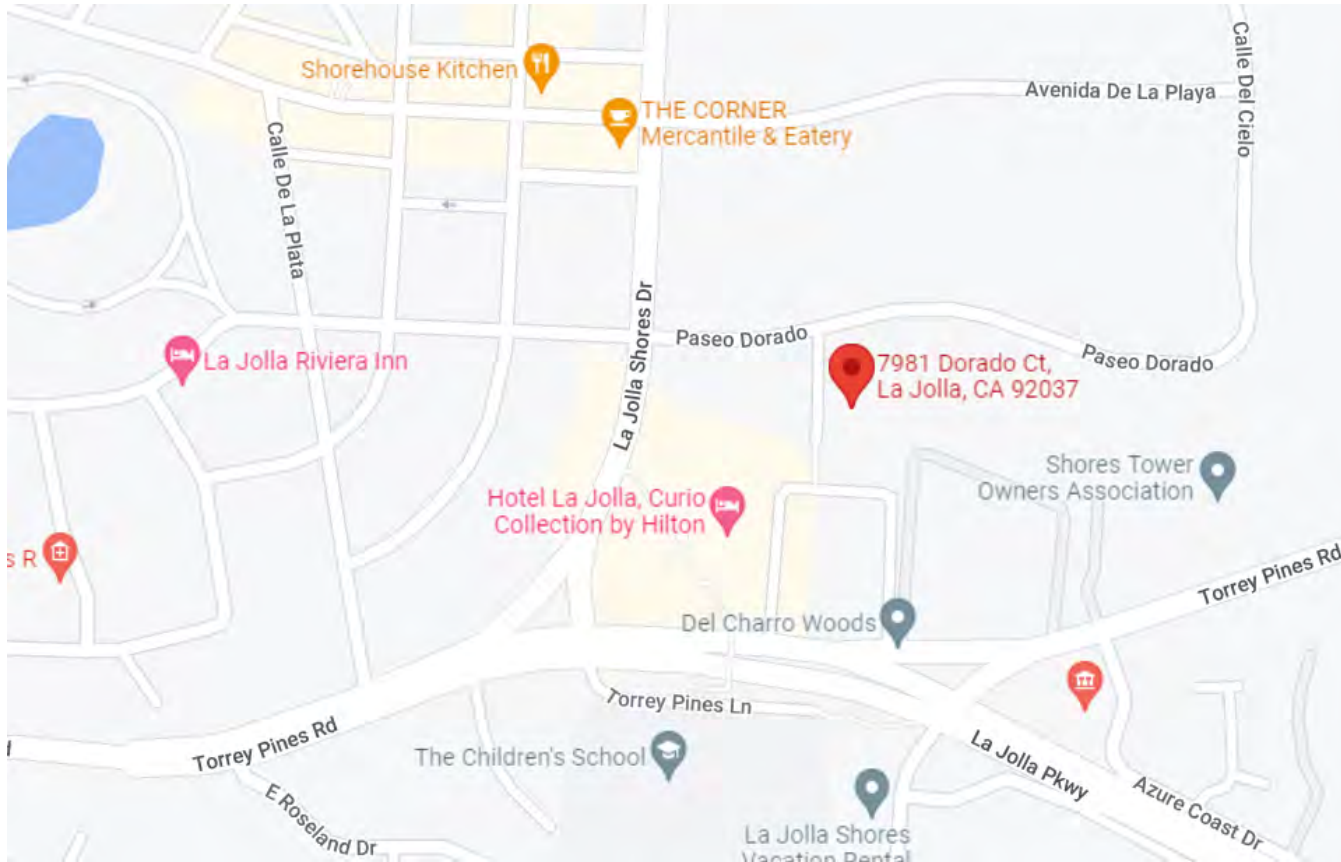 Shorehouse Kitchen
THE CORNER
Mercantile & Eatery
Avenida De La Playa
Calle Del Cielo
Calle De La Plata
La Jolla Shores Dr
Paseo Dorado
Paseo Dorado
La Jolla Riviera Inn
7981 Dorado Ct,
La Jolla, CA 92037
Shores Tower
Owners Association
Hotel La Jolla, Curio
Collection by Hilton
s R
Torrey Pines Rd
Del Charro Woods
Torrey Pines Ln
Torrey Pines Rd
The Children's School
La Jolla Pkwy
Azure Coast Dr
E Roseland Dr
La Jolla Shores
Vacation Rental